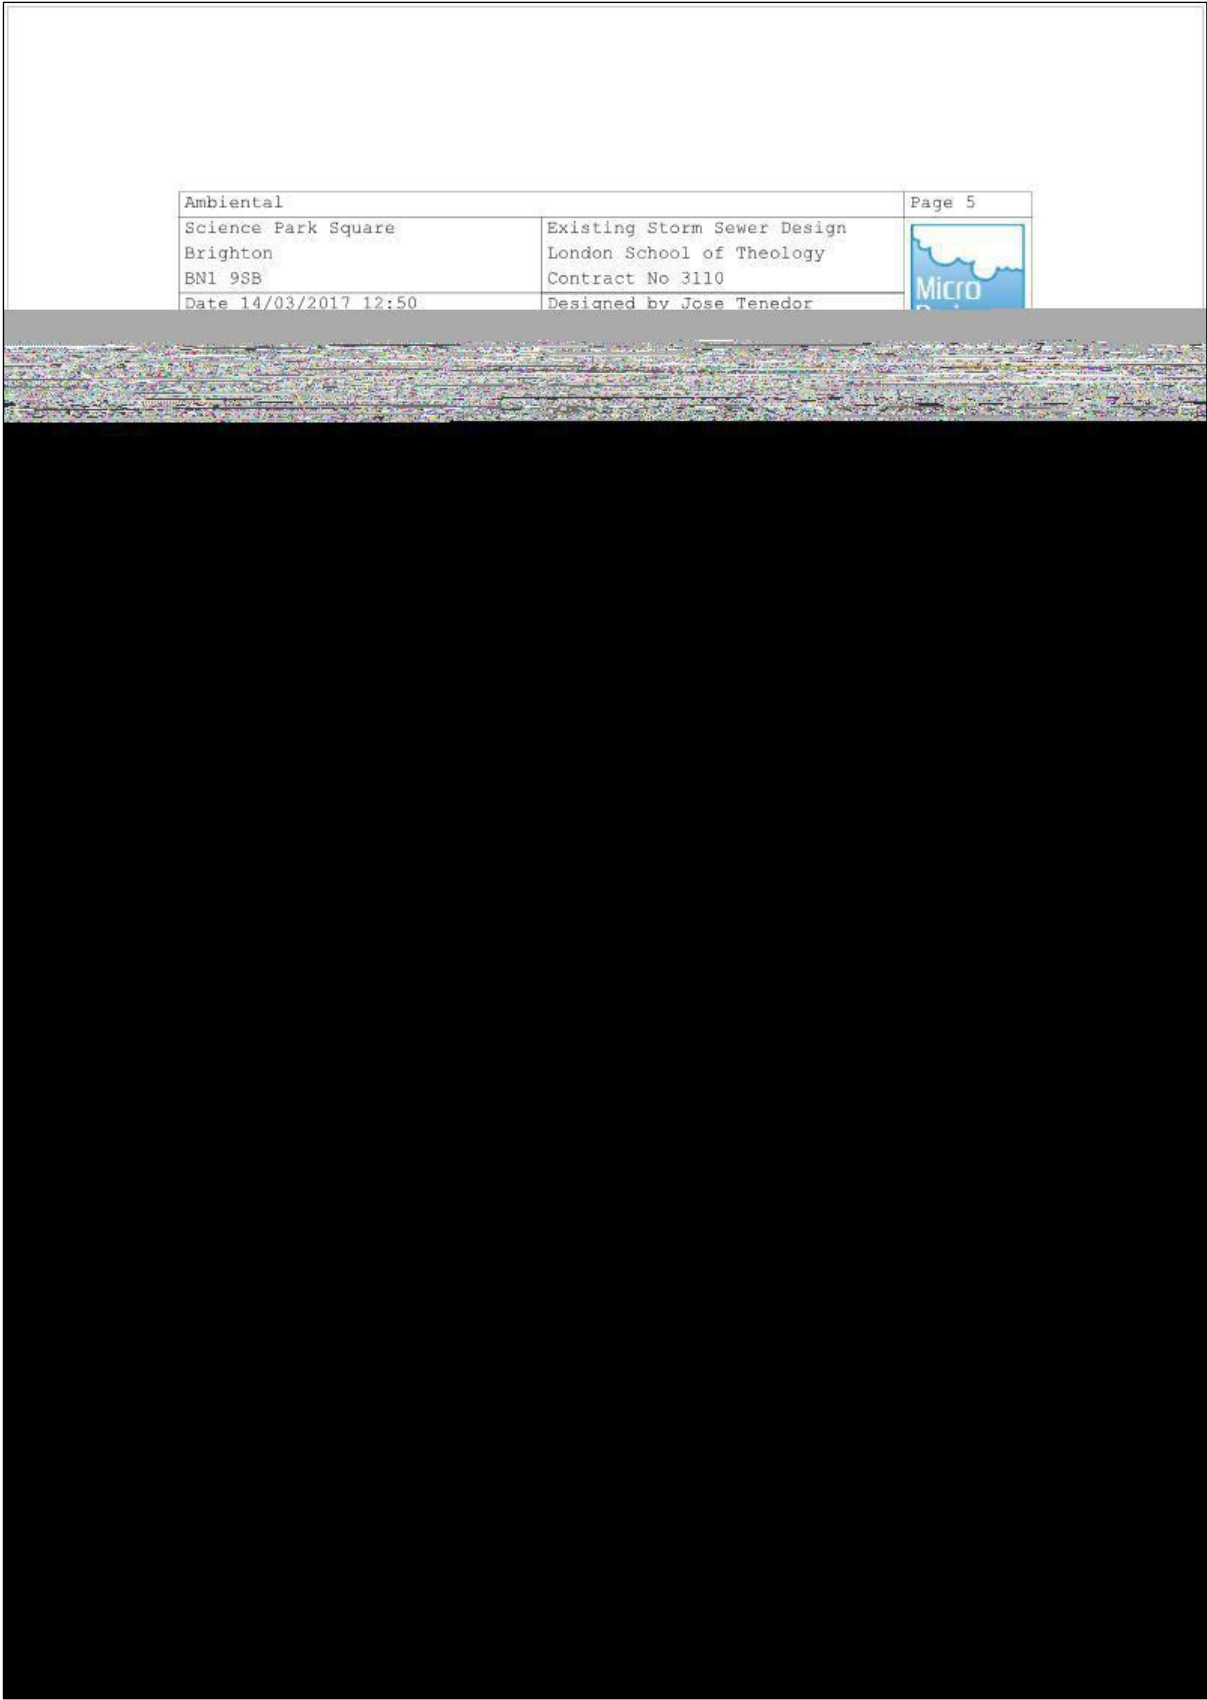 Ambiental
Page 5
Science Park Square
Brighton
BN1 9SB
Existing Storm Sewer Design
London School of Theology
Contract No 3110
Micro
Date 14/03/2017 12:50
Designed by Jose Tenedor